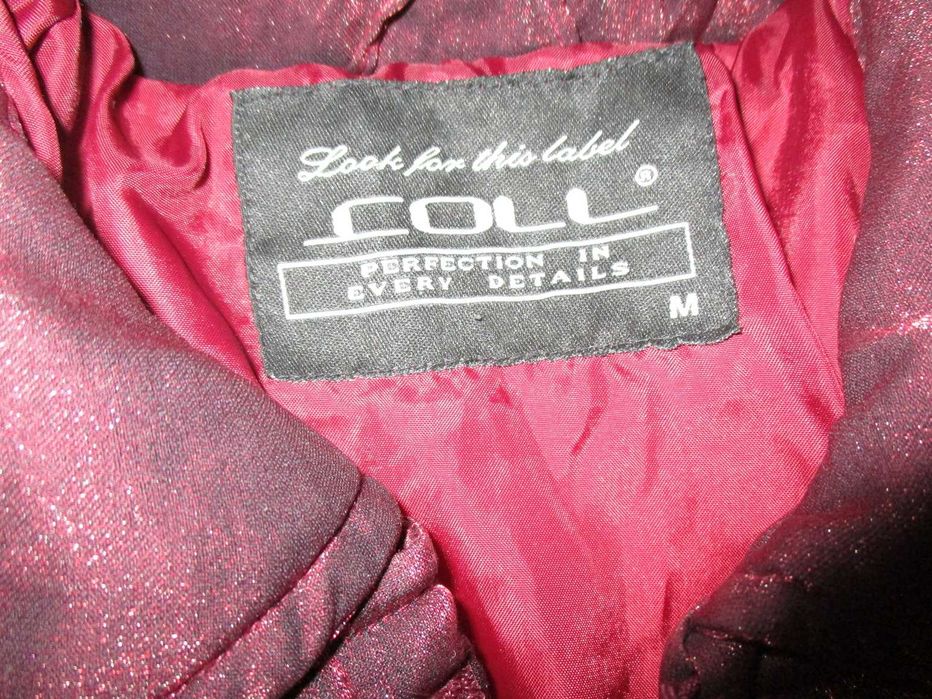 Look for this label
COLL®
PERFECTION IN
EVERY DETAILS
M